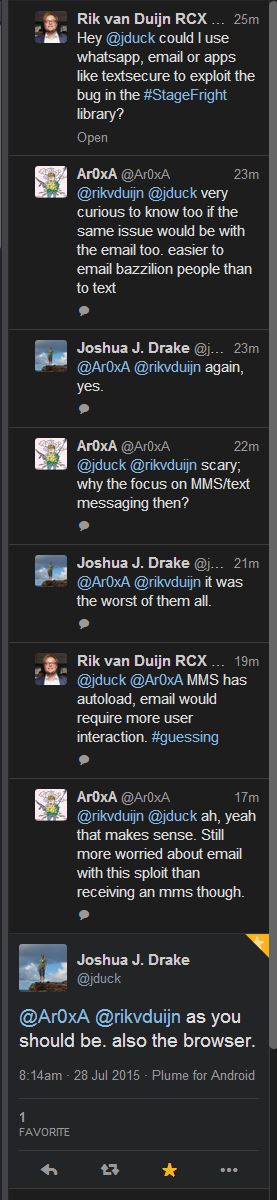 Rik van Duijn RCX ... 25m
Hey @jduck could I use
whatsapp, email or apps
like textsecure to exploit the
bug in the #StageFright
library?
Open
Ar0xA @Ar0xA 23m
@rikvduijn @jduck very
curious to know too if the
same issue would be with
the email too. easier to
email bazzilion people than
to text
Joshua J. Drake @j... 23m
@Ar0xA @rikvduijn again,
yes.
Ar0xA @Ar0xA 22m
@jduck @rikvduijn scary;
why the focus on MMS/text
messaging then?
Joshua J. Drake @j... 21m
@Ar0xA @rikvduijn it was
the worst of them all.
Rik van Duijn RCX ... 19m
@jduck @Ar0xA MMS has
autoload, email would
require more user
interaction. #guessing
Ar0xA @Ar0xA 17m
@rikvduijn @jduck ah, yeah
that makes sense. Still
more worried about email
with this sploit than
receiving an mms though.
Joshua J. Drake
@jduck
@Ar0xA @rikvduijn as you
should be. also the browser.
8:14am · 28 Jul 2015 · Plume for Android
1
FAVORITE